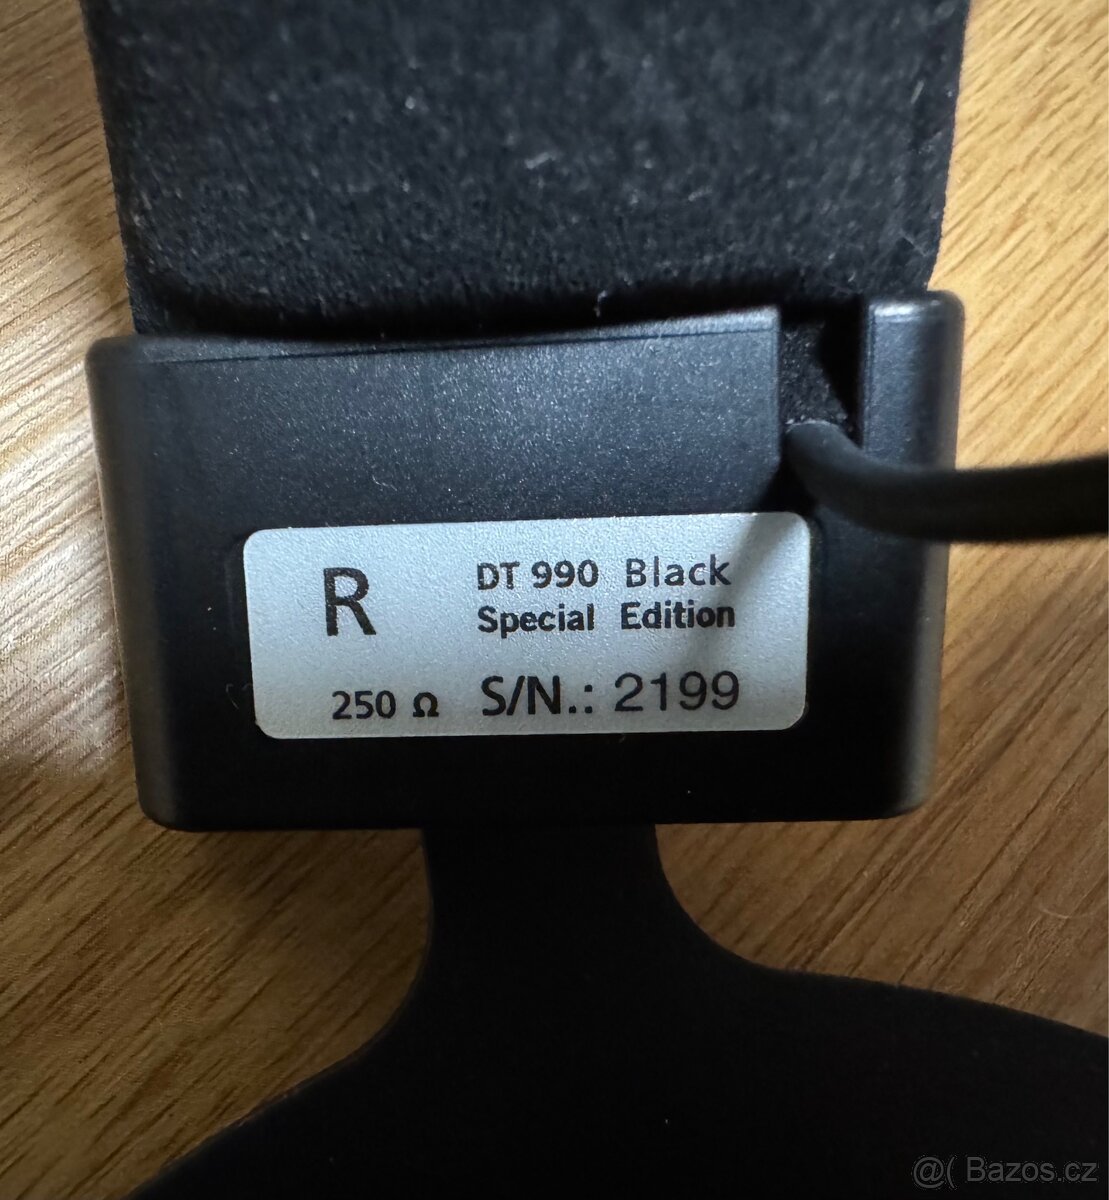 R
DT 990 Black
Special Edition
250 Ω S/N.: 2199
@( Bazos.cz